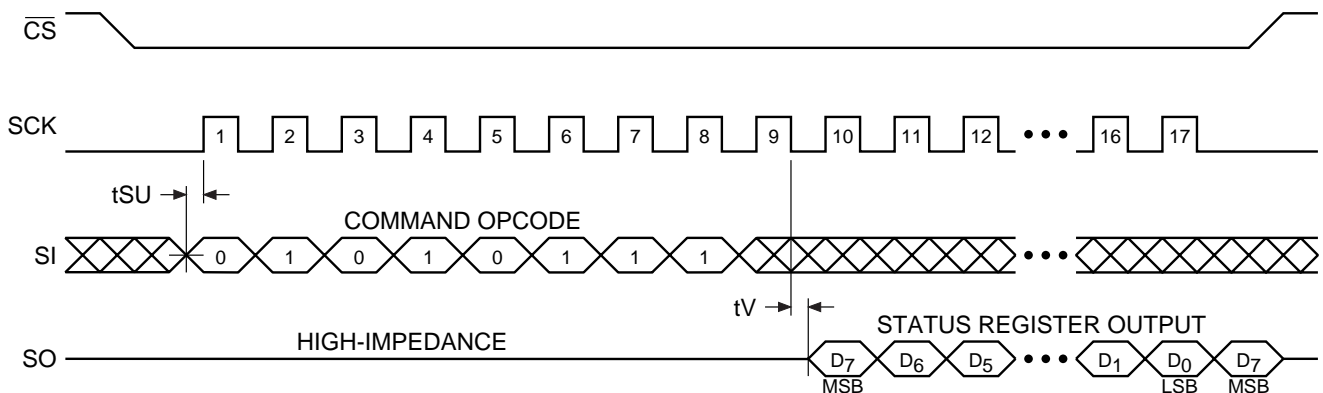 CS
SCK 1 2 3 4 5 6 7 8 9 10 11 12 • • • 16 17
tSU
COMMAND OPCODE
SI 0 1 0 1 0 1 1 1 • • •
tV
HIGH-IMPEDANCE
STATUS REGISTER OUTPUT
SO D7 D6 D5 • • • D1 D0 D7
MSB LSB MSB